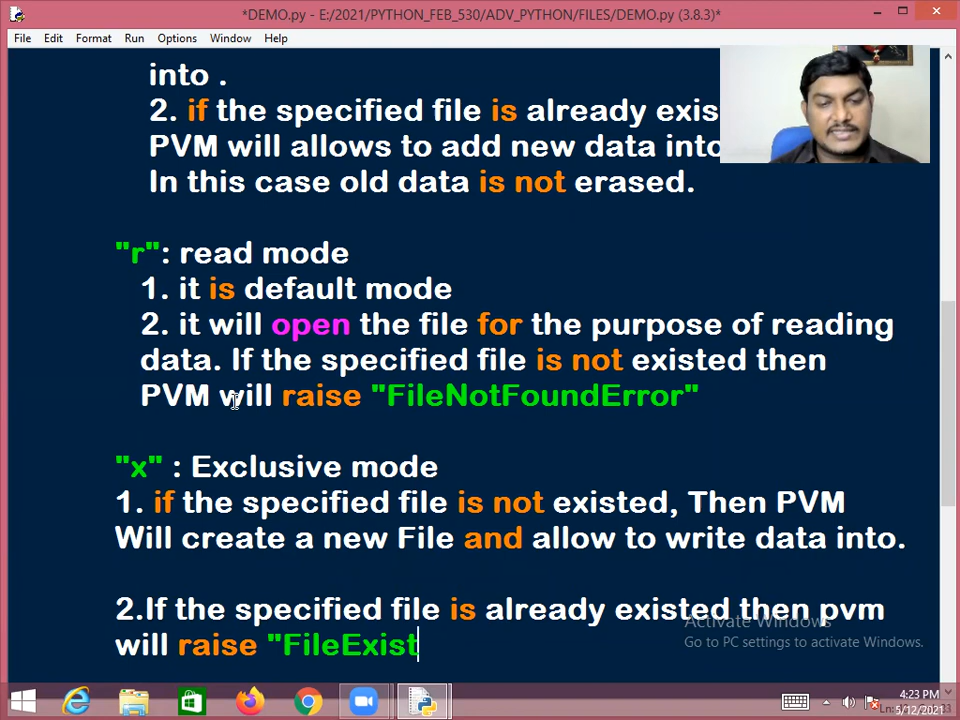 *DEMO.py - E:/2021/PYTHON_FEB_530/ADV_PYTHON/FILES/DEMO.py (3.8.3)*
File Edit Format Run Options Window Help
into .
2. if the specified file is already exis
PVM will allows to add new data into
In this case old data is not erased.
"r": read mode
1. it is default mode
2. it will open the file for the purpose of reading
data. If the specified file is not existed then
PVM will raise "FileNotFoundError"
"x" : Exclusive mode
1. if the specified file is not existed, Then PVM
Will create a new File and allow to write data into.
2.If the specified file is already existed then pvm
will raise "FileExist
Activate Windows
Go to PC settings to activate Windows.
4:23 PM
5/12/2021